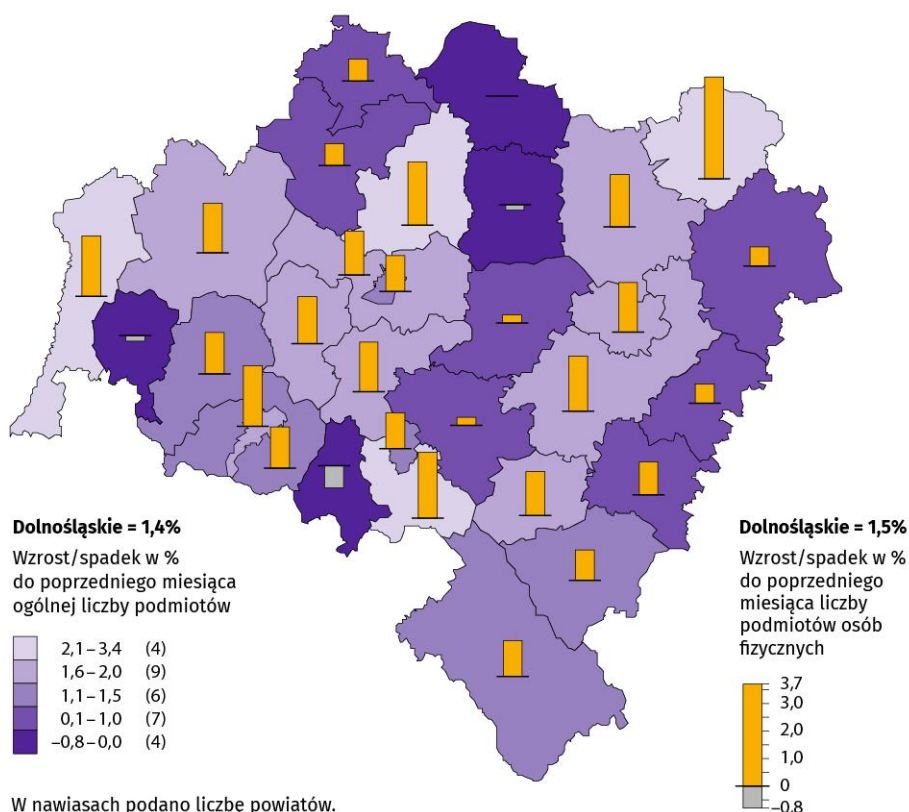 Dolnośląskie = 1,4%
Wzrost/spadek w %
do poprzedniego miesiąca
ogólnej liczby podmiotów
2,1 – 3,4 (4)
1,6 – 2,0 (9)
1,1 – 1,5 (6)
0,1 – 1,0 (7)
–0,8 – 0,0 (4)
W nawiasach podano liczbę powiatów.
Dolnośląskie = 1,5%
Wzrost/spadek w %
do poprzedniego
miesiąca liczby
podmiotów osób
fizycznych
3,7
3,0
2,0
1,0
0
–0,8